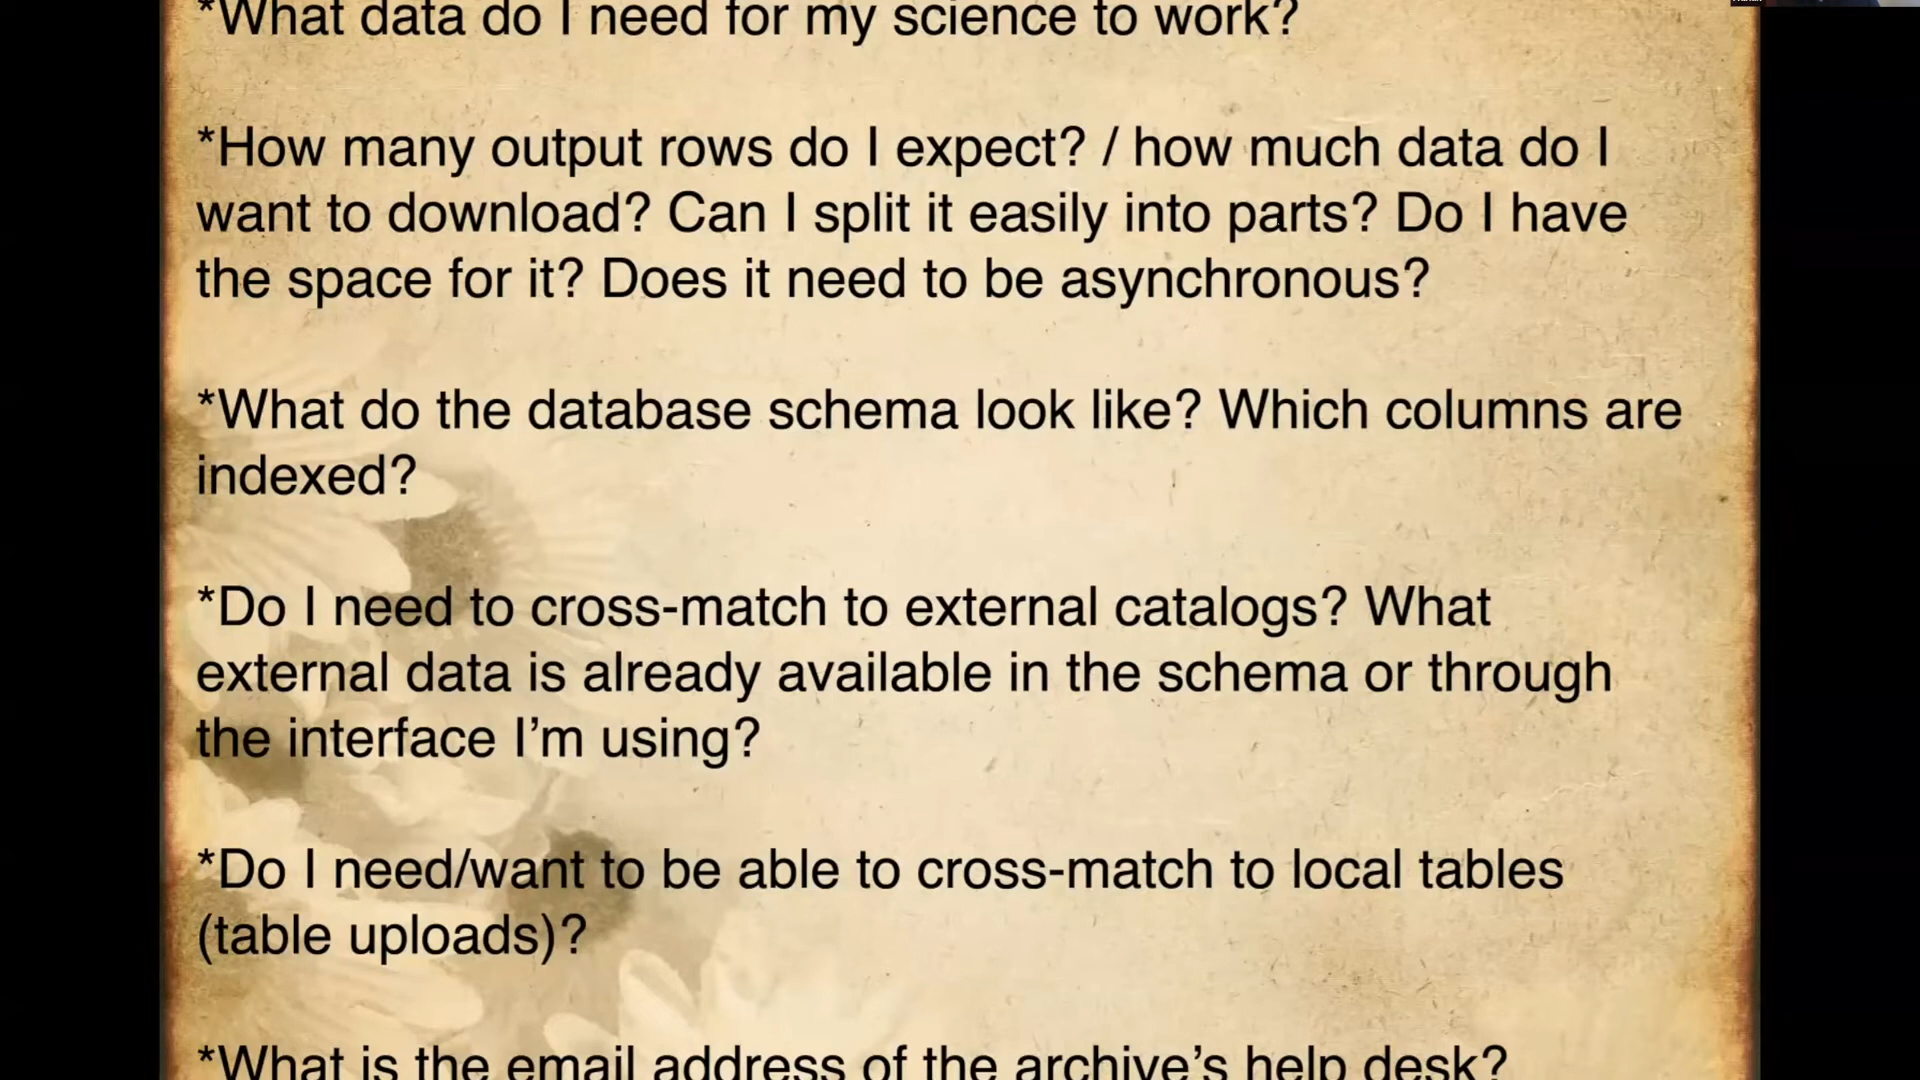 *What data do I need for my science to work?
*How many output rows do I expect? / how much data do I
want to download? Can I split it easily into parts? Do I have
the space for it? Does it need to be asynchronous?
*What do the database schema look like? Which columns are
indexed?
*Do I need to cross-match to external catalogs? What
external data is already available in the schema or through
the interface I’m using?
*Do I need/want to be able to cross-match to local tables
(table uploads)?
*What is the email address of the archive’s help desk?